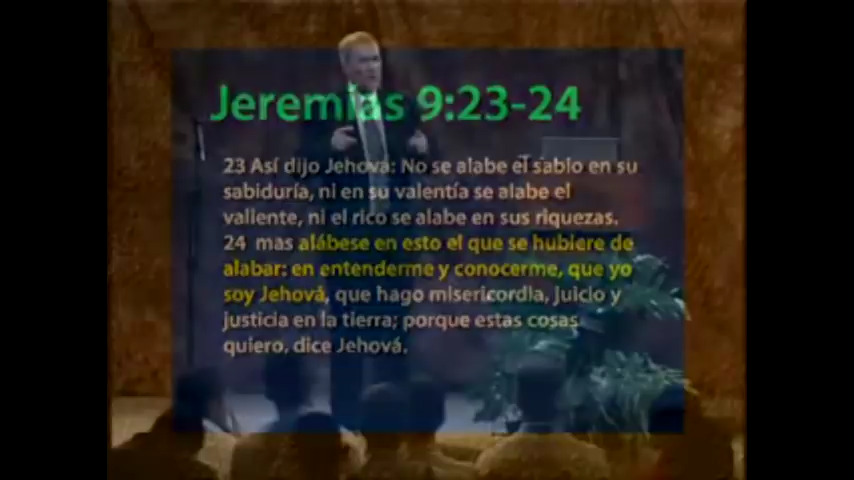 Jeremías 9:23-24
23 Así dijo Jehová: No se alabe el sabio en su
sabiduría, ni en su valentía se alabe el
valiente, ni el rico se alabe en sus riquezas.
24 mas alábese en esto el que se hubiere de
alabar: en entenderme y conocerme, que yo
soy Jehová, que hago misericordia, juicio y
justicia en la tierra; porque estas cosas
quiero, dice Jehová.